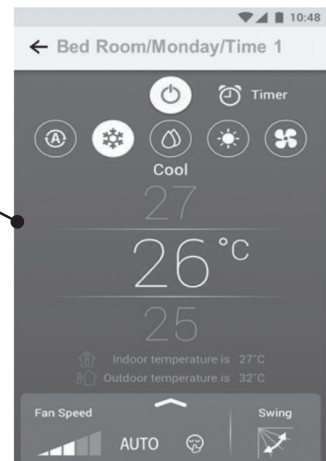 10:48
Bed Room/Monday/Time 1
Timer
A
Cool
27
26°C
25
Indoor temperature is 27°C
Outdoor temperature is 32°C
Fan Speed
Swing
AUTO